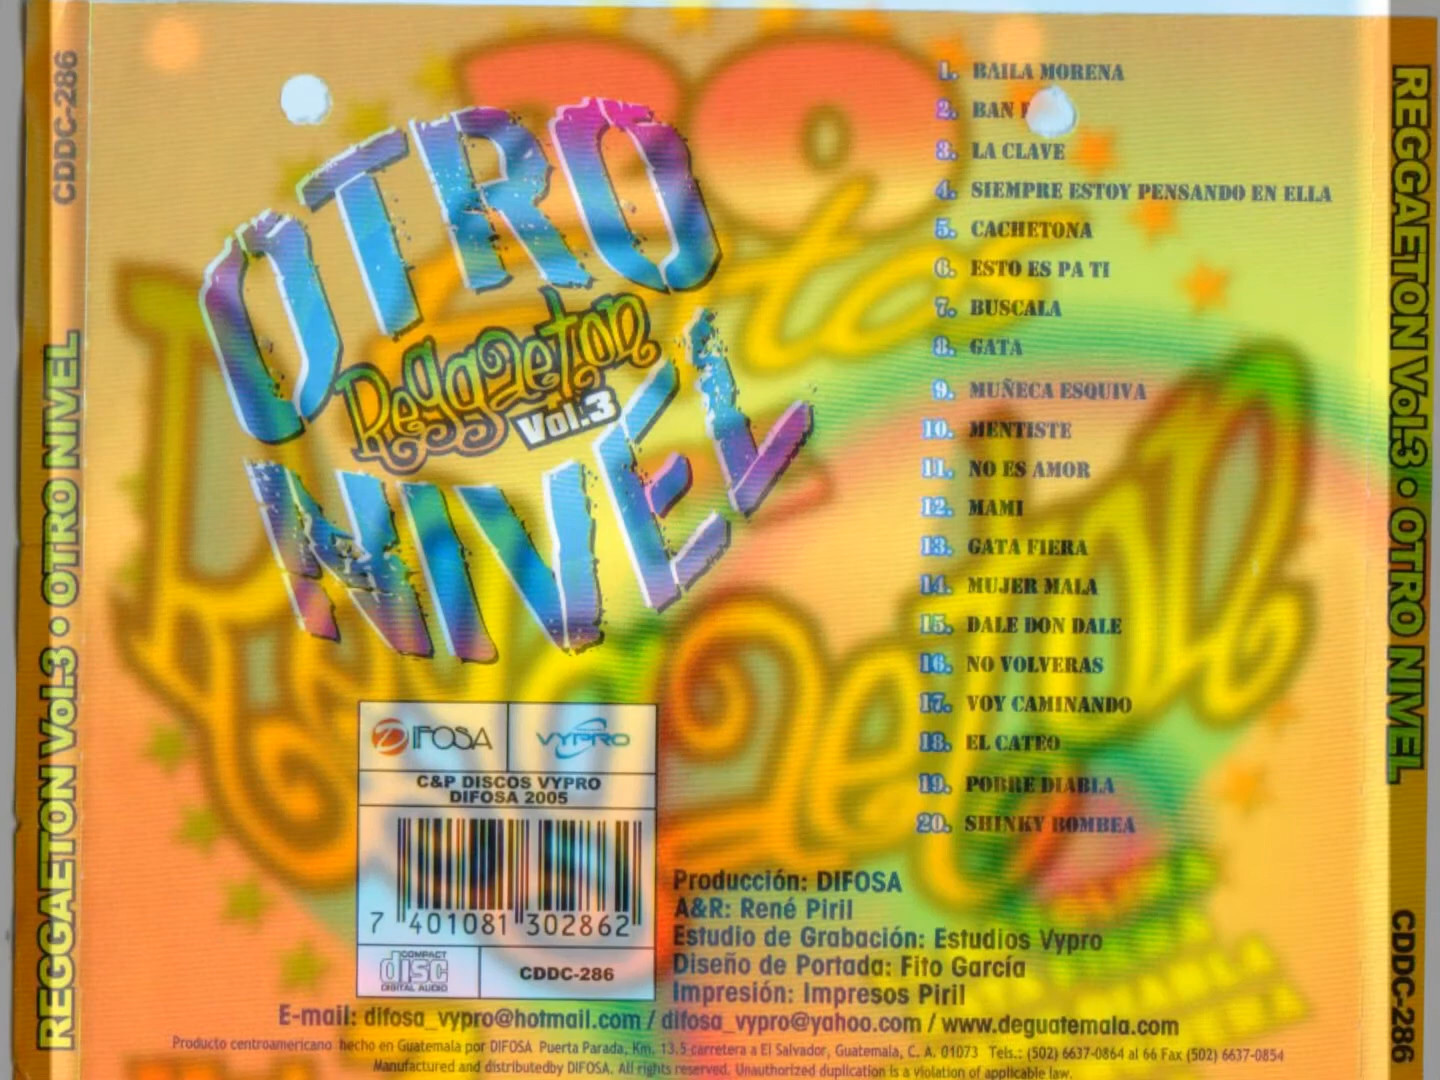 CDDC-286
REGGAETON Vol.3 • OTRO NIVEL
OTRO
Reggaeton
Vol.3
NIVEL
1. BAILA MORENA
2. BAN
3. LA CLAVE
4. SIEMPRE ESTOY PENSANDO EN ELLA
5. CACHETONA
6. ESTO ES PA TI
7. BUSCALA
8. GATA
9. MUÑECA ESQUIVA
10. MENTISTE
11. NO ES AMOR
12. MAMI
13. GATA FIERA
14. MUJER MALA
15. DALE DON DALE
16. NO VOLVERAS
17. VOY CAMINANDO
18. EL CATEO
19. POBRE DIABLA
20. SHINKY BOMBEA
DIFOSA VYPRO
C&P DISCOS VYPRO
DIFOSA 2005
7 401081 302862
COMPACT
disc
DIGITAL AUDIO
CDDC-286
Producción: DIFOSA
A&R: René Piril
Estudio de Grabación: Estudios Vypro
Diseño de Portada: Fito García
Impresión: Impresos Piril
E-mail: difosa_vypro@hotmail.com / difosa_vypro@yahoo.com / www.deguatemala.com
Producto centroamericano hecho en Guatemala por DIFOSA Puerta Parada, Km. 13.5 carretera a El Salvador, Guatemala, C. A. 01073 Tels.: (502) 6637-0864 al 66 Fax (502) 6637-0854
Manufactured and distributedby DIFOSA. All rights reserved. Unauthorized duplication is a violation of applicable law.
REGGAETON Vol.3 • OTRO NIVEL
CDDC-286